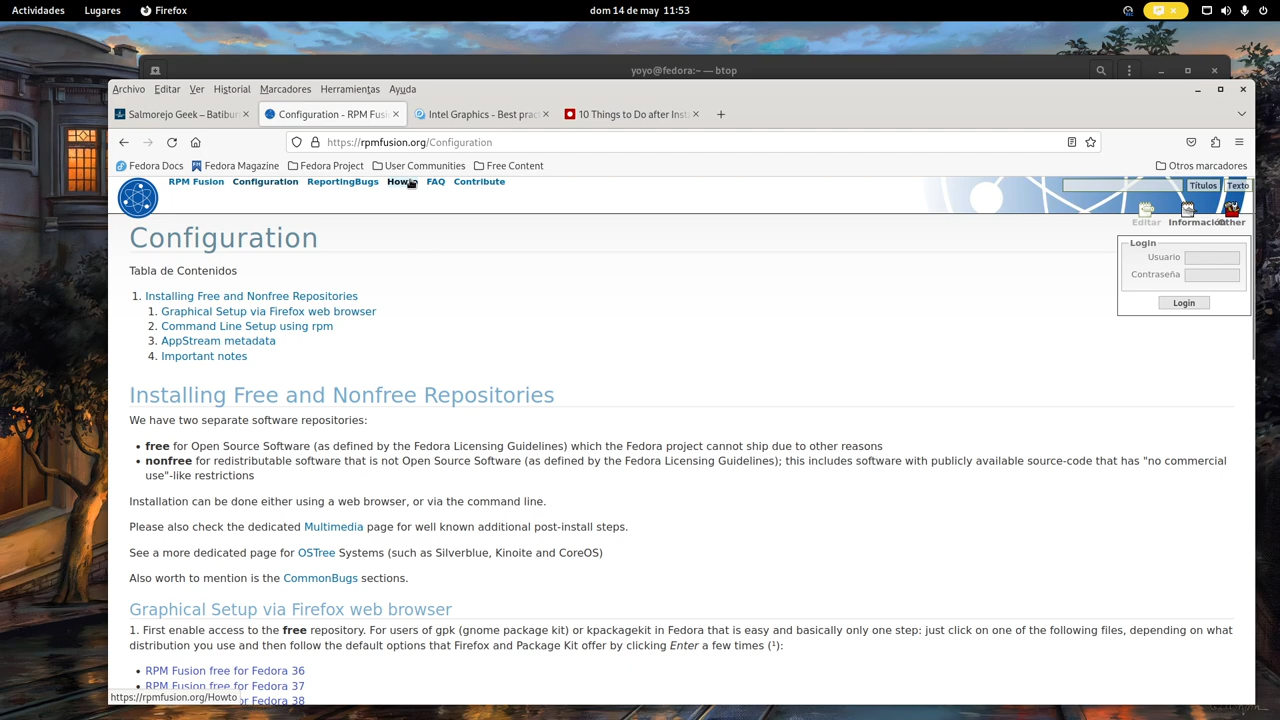 Actividades Lugares Firefox dom 14 de may 11:53
yoyo@fedora:~ — btop
Archivo Editar Ver Historial Marcadores Herramientas Ayuda
Salmorejo Geek – Batibur Configuration - RPM Fusi Intel Graphics - Best prac 10 Things to Do after Inst
https://rpmfusion.org/Configuration
Fedora Docs Fedora Magazine Fedora Project User Communities Free Content Otros marcadores
RPM Fusion Configuration ReportingBugs Howto FAQ Contribute Títulos Texto
Editar Información Other
Configuration
Login
Usuario
Contraseña
Login
Tabla de Contenidos
1. Installing Free and Nonfree Repositories
1. Graphical Setup via Firefox web browser
2. Command Line Setup using rpm
3. AppStream metadata
4. Important notes
Installing Free and Nonfree Repositories
We have two separate software repositories:
• free for Open Source Software (as defined by the Fedora Licensing Guidelines) which the Fedora project cannot ship due to other reasons
• nonfree for redistributable software that is not Open Source Software (as defined by the Fedora Licensing Guidelines); this includes software with publicly available source-code that has "no commercial
use"-like restrictions
Installation can be done either using a web browser, or via the command line.
Please also check the dedicated Multimedia page for well known additional post-install steps.
See a more dedicated page for OSTree Systems (such as Silverblue, Kinoite and CoreOS)
Also worth to mention is the CommonBugs sections.
Graphical Setup via Firefox web browser
1. First enable access to the free repository. For users of gpk (gnome package kit) or kpackagekit in Fedora that is easy and basically only one step: just click on one of the following files, depending on what
distribution you use and then follow the default options that Firefox and Package Kit offer by clicking Enter a few times (¹):
• RPM Fusion free for Fedora 36
• RPM Fusion free for Fedora 37
for Fedora 38
https://rpmfusion.org/Howto